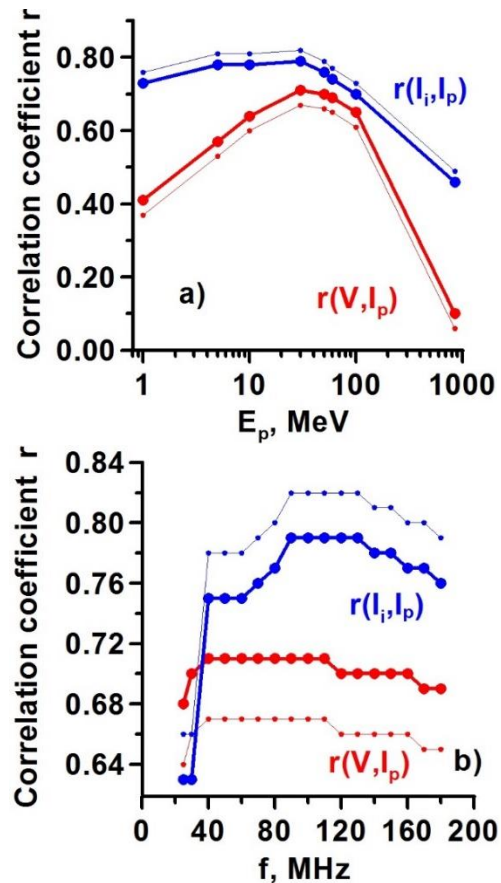 Correlation coefficient r
0.80
0.60
0.40
0.20
0.00
r(Ii,Ip)
a)
r(V,Ip)
1 10 100 1000
Ep, MeV
Correlation coefficient r
0.84
0.80
0.76
0.72
0.68
0.64
r(Ii,Ip)
r(V,Ip)
b)
0 40 80 120 160 200
f, MHz